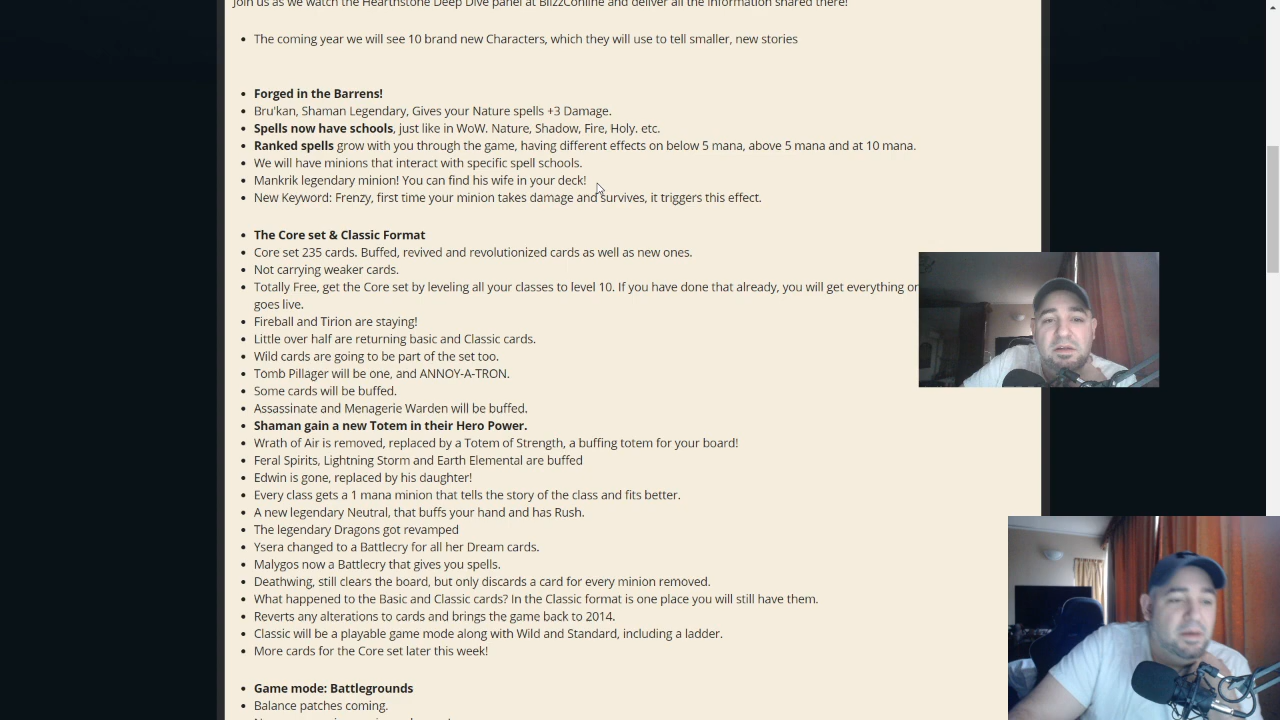 Join us as we watch the Hearthstone Deep Dive panel at BlizzConline and deliver all the information shared there!
The coming year we will see 10 brand new Characters, which they will use to tell smaller, new stories
Forged in the Barrens!
Bru'kan, Shaman Legendary, Gives your Nature spells +3 Damage.
Spells now have schools, just like in WoW. Nature, Shadow, Fire, Holy. etc.
Ranked spells grow with you through the game, having different effects on below 5 mana, above 5 mana and at 10 mana.
We will have minions that interact with specific spell schools.
Mankrik legendary minion! You can find his wife in your deck!
New Keyword: Frenzy, first time your minion takes damage and survives, it triggers this effect.
The Core set & Classic Format
Core set 235 cards. Buffed, revived and revolutionized cards as well as new ones.
Not carrying weaker cards.
Totally Free, get the Core set by leveling all your classes to level 10. If you have done that already, you will get everything
goes live.
Fireball and Tirion are staying!
Little over half are returning basic and Classic cards.
Wild cards are going to be part of the set too.
Tomb Pillager will be one, and ANNOY-A-TRON.
Some cards will be buffed.
Assassinate and Menagerie Warden will be buffed.
Shaman gain a new Totem in their Hero Power.
Wrath of Air is removed, replaced by a Totem of Strength, a buffing totem for your board!
Feral Spirits, Lightning Storm and Earth Elemental are buffed
Edwin is gone, replaced by his daughter!
Every class gets a 1 mana minion that tells the story of the class and fits better.
A new legendary Neutral, that buffs your hand and has Rush.
The legendary Dragons got revamped
Ysera changed to a Battlecry for all her Dream cards.
Malygos now a Battlecry that gives you spells.
Deathwing, still clears the board, but only discards a card for every minion removed.
What happened to the Basic and Classic cards? In the Classic format is one place you will still have them.
Reverts any alterations to cards and brings the game back to 2014.
Classic will be a playable game mode along with Wild and Standard, including a ladder.
More cards for the Core set later this week!
Game mode: Battlegrounds
Balance patches coming.